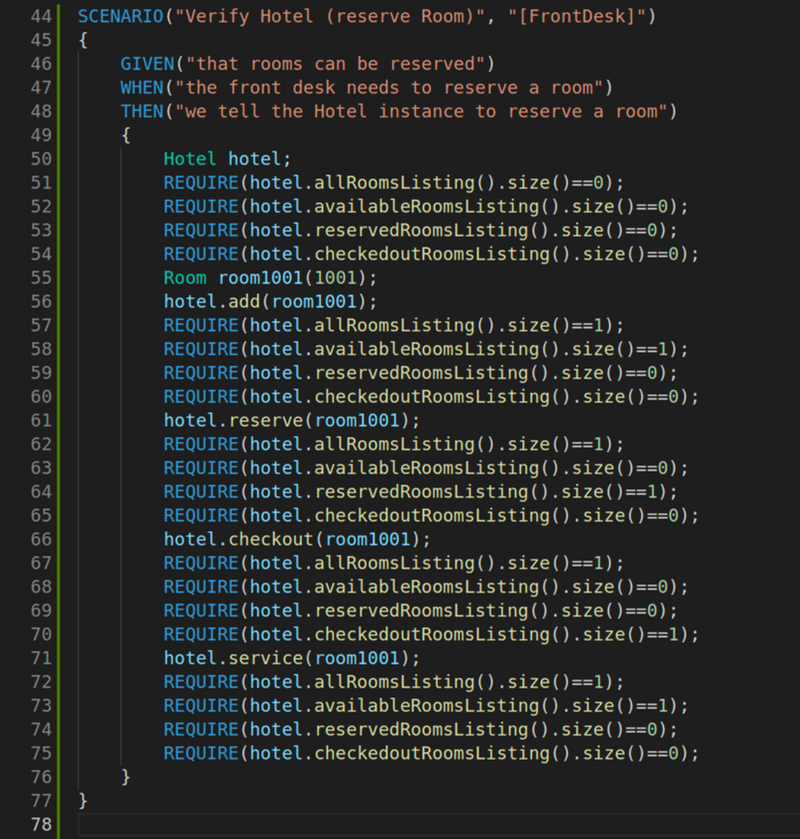 44 SCENARIO("Verify Hotel (reserve Room)", "[FrontDesk]")
45 {
46     GIVEN("that rooms can be reserved")
47     WHEN("the front desk needs to reserve a room")
48     THEN("we tell the Hotel instance to reserve a room")
49     {
50         Hotel hotel;
51         REQUIRE(hotel.allRoomsListing().size()==0);
52         REQUIRE(hotel.availableRoomsListing().size()==0);
53         REQUIRE(hotel.reservedRoomsListing().size()==0);
54         REQUIRE(hotel.checkedoutRoomsListing().size()==0);
55         Room room1001(1001);
56         hotel.add(room1001);
57         REQUIRE(hotel.allRoomsListing().size()==1);
58         REQUIRE(hotel.availableRoomsListing().size()==1);
59         REQUIRE(hotel.reservedRoomsListing().size()==0);
60         REQUIRE(hotel.checkedoutRoomsListing().size()==0);
61         hotel.reserve(room1001);
62         REQUIRE(hotel.allRoomsListing().size()==1);
63         REQUIRE(hotel.availableRoomsListing().size()==0);
64         REQUIRE(hotel.reservedRoomsListing().size()==1);
65         REQUIRE(hotel.checkedoutRoomsListing().size()==0);
66         hotel.checkout(room1001);
67         REQUIRE(hotel.allRoomsListing().size()==1);
68         REQUIRE(hotel.availableRoomsListing().size()==0);
69         REQUIRE(hotel.reservedRoomsListing().size()==0);
70         REQUIRE(hotel.checkedoutRoomsListing().size()==1);
71         hotel.service(room1001);
72         REQUIRE(hotel.allRoomsListing().size()==1);
73         REQUIRE(hotel.availableRoomsListing().size()==1);
74         REQUIRE(hotel.reservedRoomsListing().size()==0);
75         REQUIRE(hotel.checkedoutRoomsListing().size()==0);
76     }
77 }
78